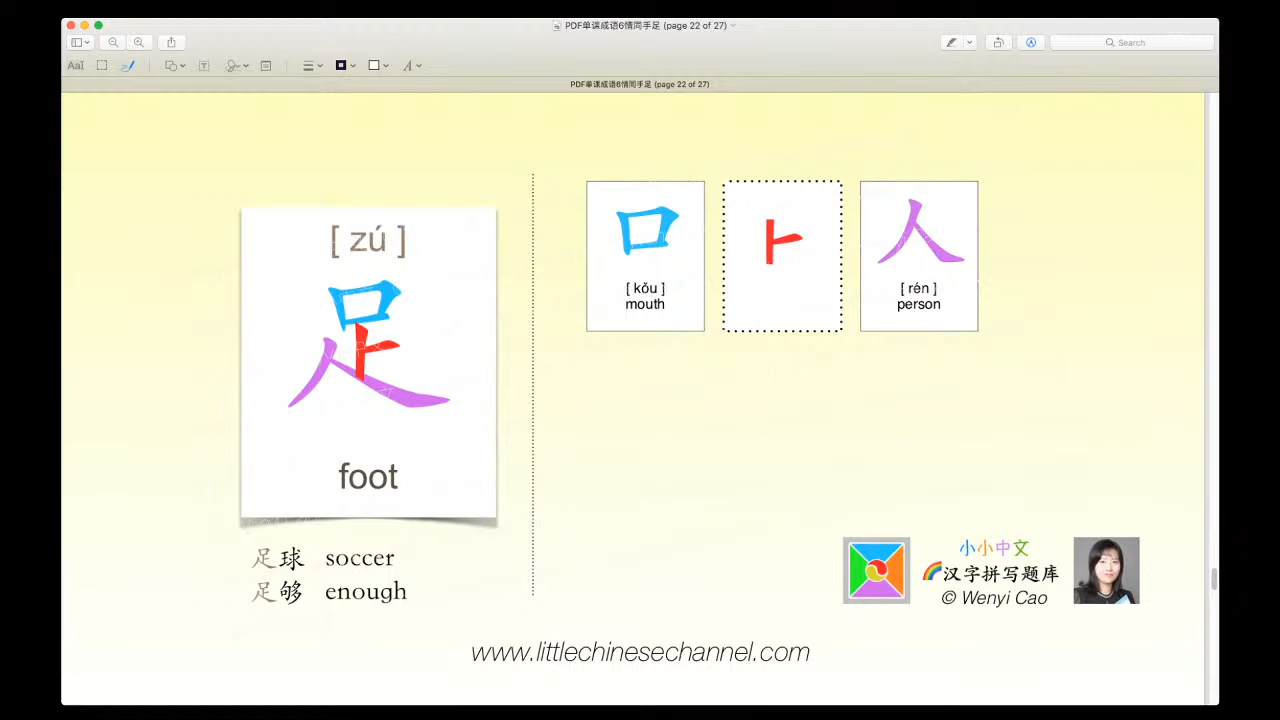 PDF单课成语6情同手足 (page 22 of 27)
Search
AaI
PDF单课成语6情同手足 (page 22 of 27)
[ zú ]
足
foot
足球 soccer
足够 enough
口
[ kǒu ]
mouth
⺊
人
[ rén ]
person
小小中文
汉字拼写题库
© Wenyi Cao
www.littlechinesechannel.com